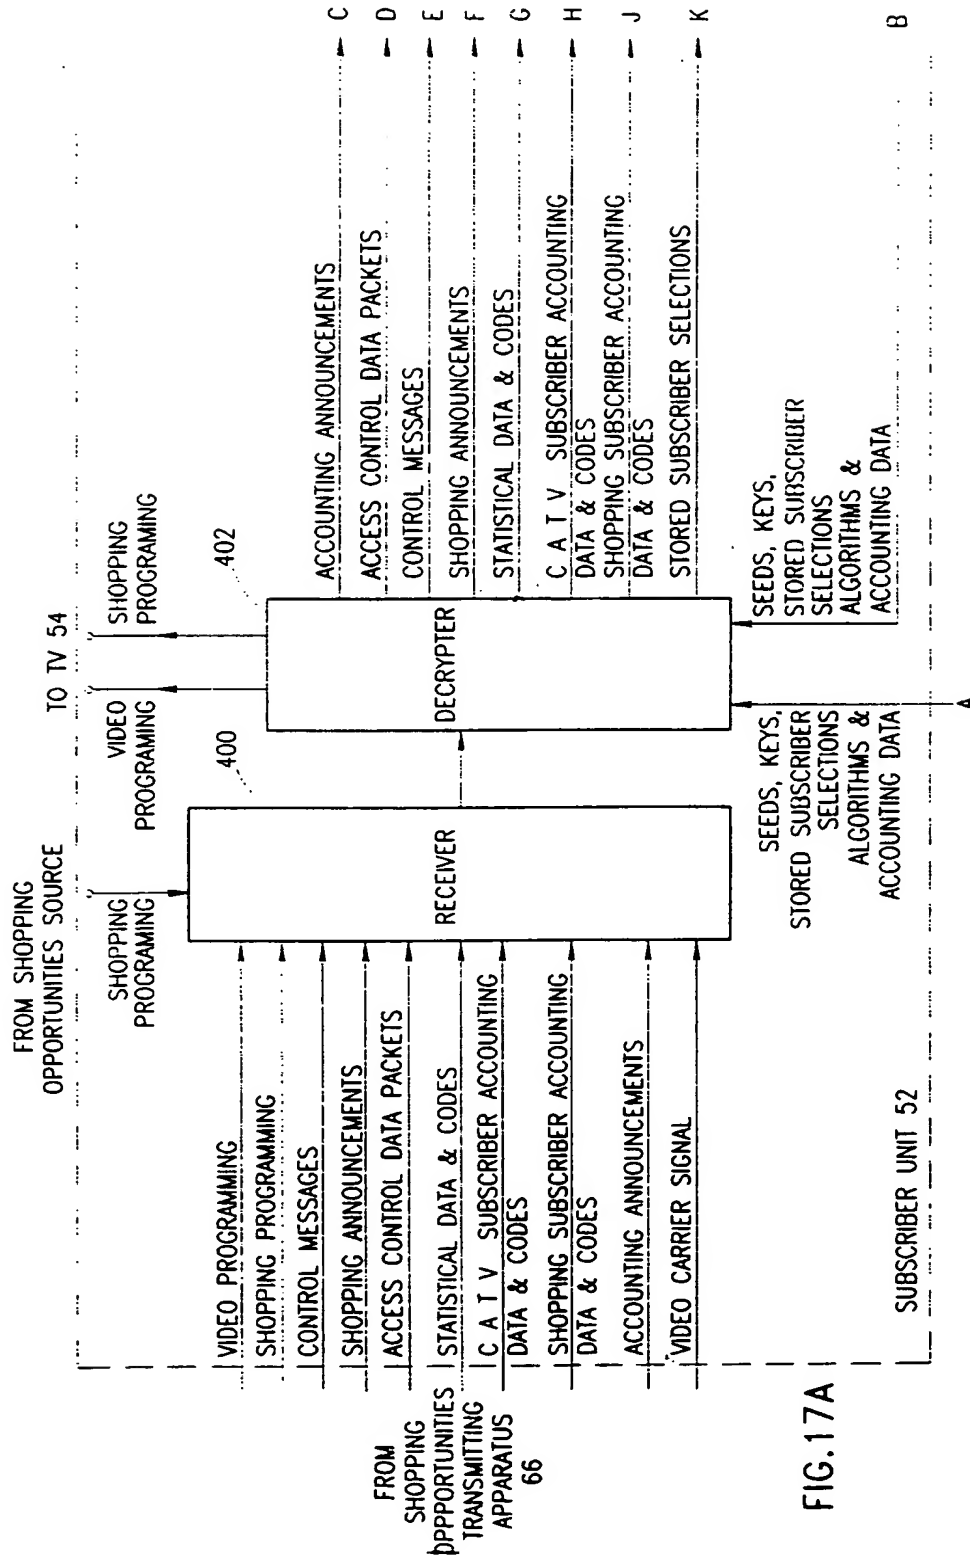 FROM SHOPPING
OPPORTUNITIES SOURCE
SHOPPING
PROGRAMING
TO TV 54
VIDEO
PROGRAMING
SHOPPING
PROGRAMING
400
402
FROM
SHOPPING
OPPPORTUNITIES
TRANSMITTING
APPARATUS
66
VIDEO PROGRAMMING
SHOPPING PROGRAMMING
CONTROL MESSAGES
SHOPPING ANNOUNCEMENTS
ACCESS CONTROL DATA PACKETS
STATISTICAL DATA & CODES
C A T V SUBSCRIBER ACCOUNTING
DATA & CODES
SHOPPING SUBSCRIBER ACCOUNTING
DATA & CODES
ACCOUNTING ANNOUNCEMENTS
VIDEO CARRIER SIGNAL
RECEIVER
DECRYPTER
ACCOUNTING ANNOUNCEMENTS
C
ACCESS CONTROL DATA PACKETS
D
CONTROL MESSAGES
E
SHOPPING ANNOUNCEMENTS
F
STATISTICAL DATA & CODES
G
C A T V SUBSCRIBER ACCOUNTING
DATA & CODES
H
SHOPPING SUBSCRIBER ACCOUNTING
DATA & CODES
J
STORED SUBSCRIBER SELECTIONS
K
SEEDS, KEYS,
STORED SUBSCRIBER
SELECTIONS
ALGORITHMS &
ACCOUNTING DATA
A
SEEDS, KEYS,
STORED SUBSCRIBER
SELECTIONS
ALGORITHMS &
ACCOUNTING DATA
B
SUBSCRIBER UNIT 52
FIG.17A